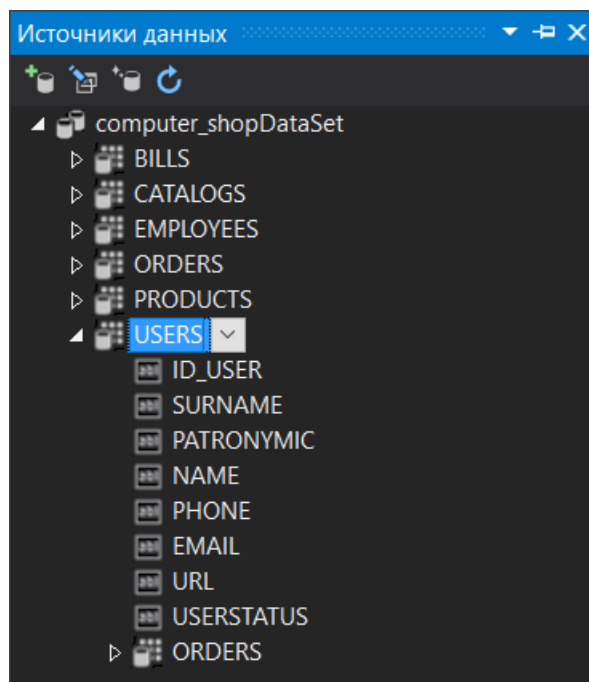 Источники данных
computer_shopDataSet
BILLS
CATALOGS
EMPLOYEES
ORDERS
PRODUCTS
USERS
ID_USER
SURNAME
PATRONYMIC
NAME
PHONE
EMAIL
URL
USERSTATUS
ORDERS